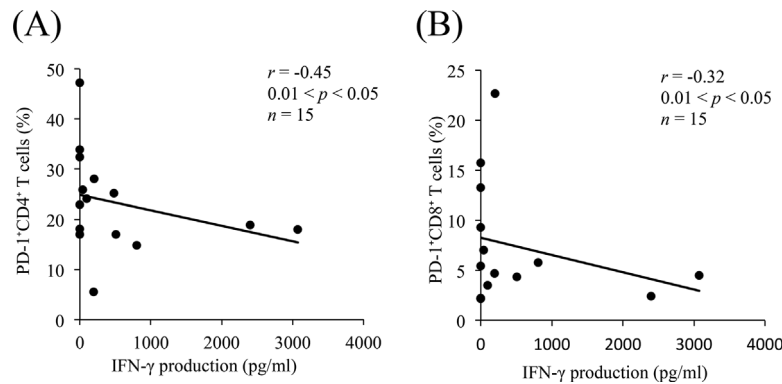 (A)
r = -0.45
0.01 < p < 0.05
n = 15
PD-1⁺CD4⁺ T cells (%)
50
40
30
20
10
0
0 1000 2000 3000 4000
IFN-γ production (pg/ml)
(B)
r = -0.32
0.01 < p < 0.05
n = 15
PD-1⁺CD8⁺ T cells (%)
25
20
15
10
5
0
0 1000 2000 3000 4000
IFN-γ production (pg/ml)